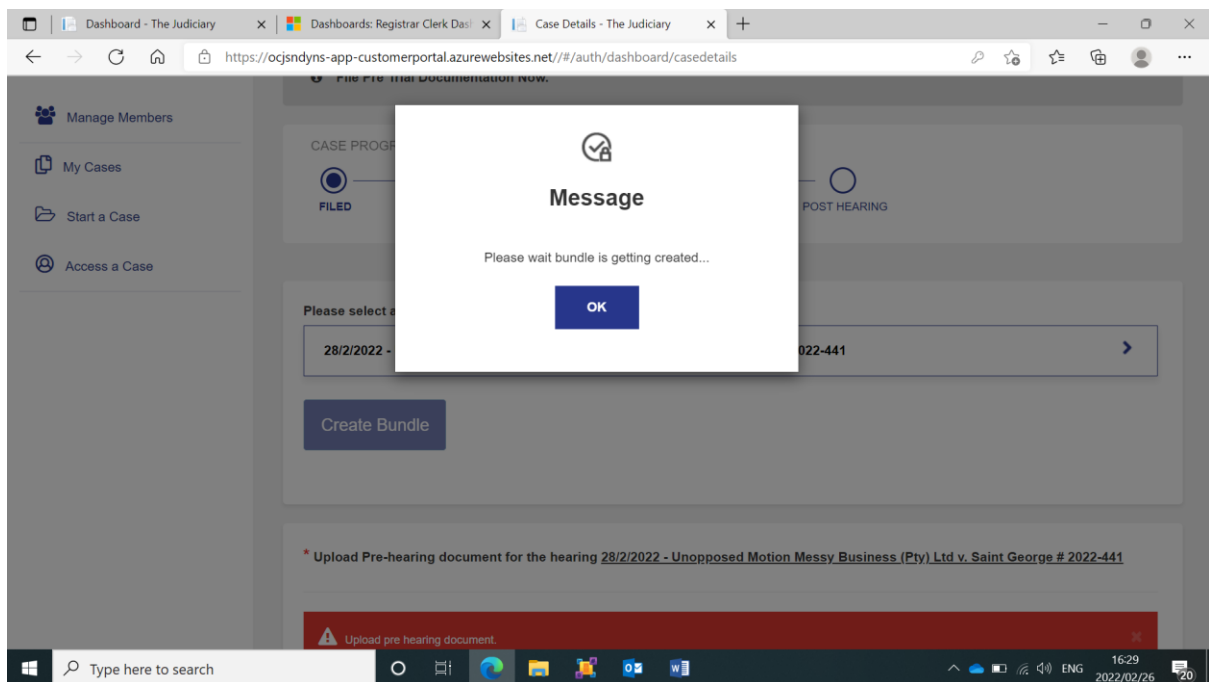 Dashboard - The Judiciary
Dashboards: Registrar Clerk Das
Case Details - The Judiciary
https://ocjsndyns-app-customerportal.azurewebsites.net//#/auth/dashboard/casedetails
File Pre Trial Documentation Now.
Manage Members
My Cases
Start a Case
Access a Case
CASE PROG
FILED
POST HEARING
Message
Please wait bundle is getting created...
OK
Please select a
28/2/2022 - 022-441
Create Bundle
* Upload Pre-hearing document for the hearing 28/2/2022 - Unopposed Motion Messy Business (Pty) Ltd v. Saint George # 2022-441
Upload pre hearing document.
Type here to search
ENG
16:29
2022/02/26
20